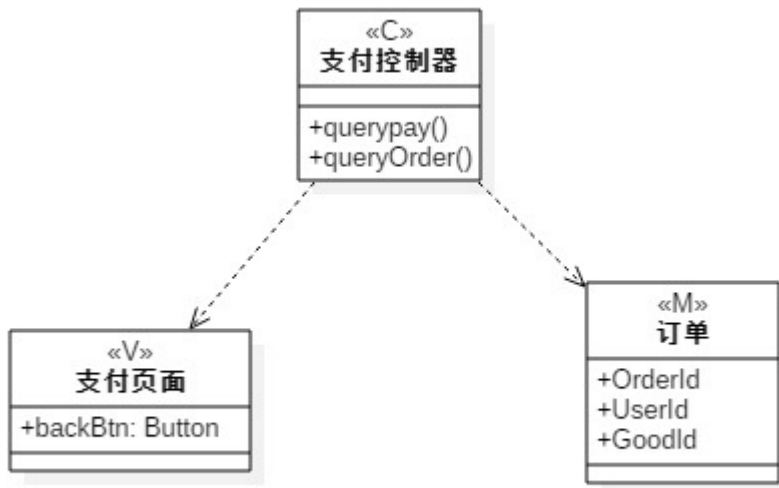 «C»
支付控制器
+querypay()
+queryOrder()
«V»
支付页面
+backBtn: Button
«M»
订单
+OrderId
+UserId
+GoodId